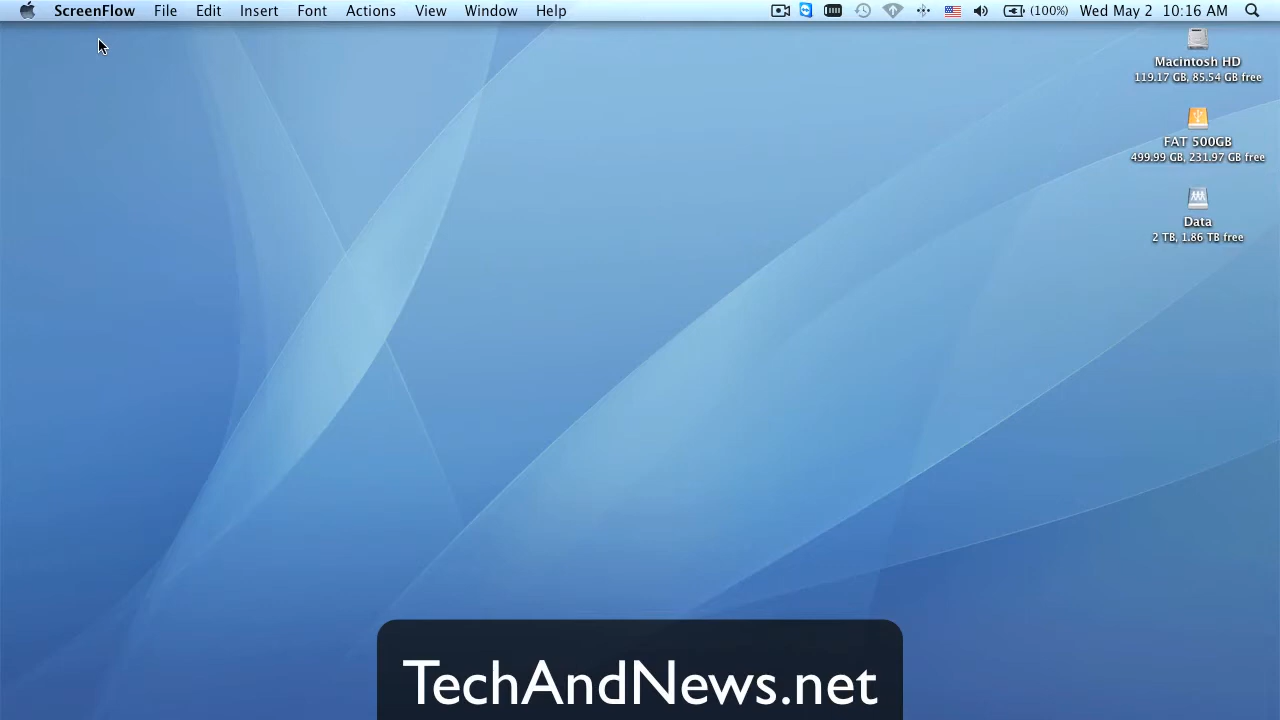 ScreenFlow File Edit Insert Font Actions View Window Help (100%) Wed May 2 10:16 AM
Macintosh HD
119.17 GB, 85.54 GB free
FAT 500GB
499.99 GB, 231.97 GB free
Data
2 TB, 1.86 TB free
TechAndNews.net